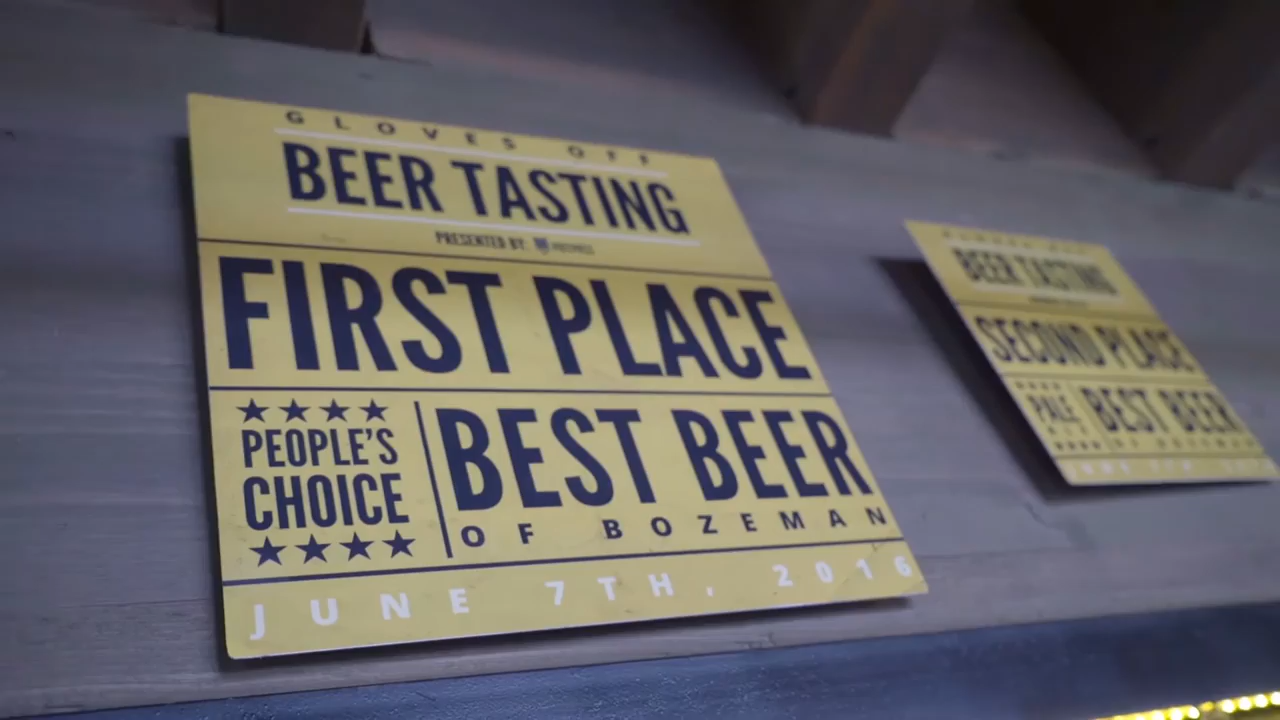 GLOVES OFF
BEER TASTING
PRESENTED BY:
FIRST PLACE
★★★★
PEOPLE'S
CHOICE
★★★★
BEST BEER
OF BOZEMAN
JUNE 7TH, 2016
BEER TASTING
SECOND PLACE
PALE
BEST BEER